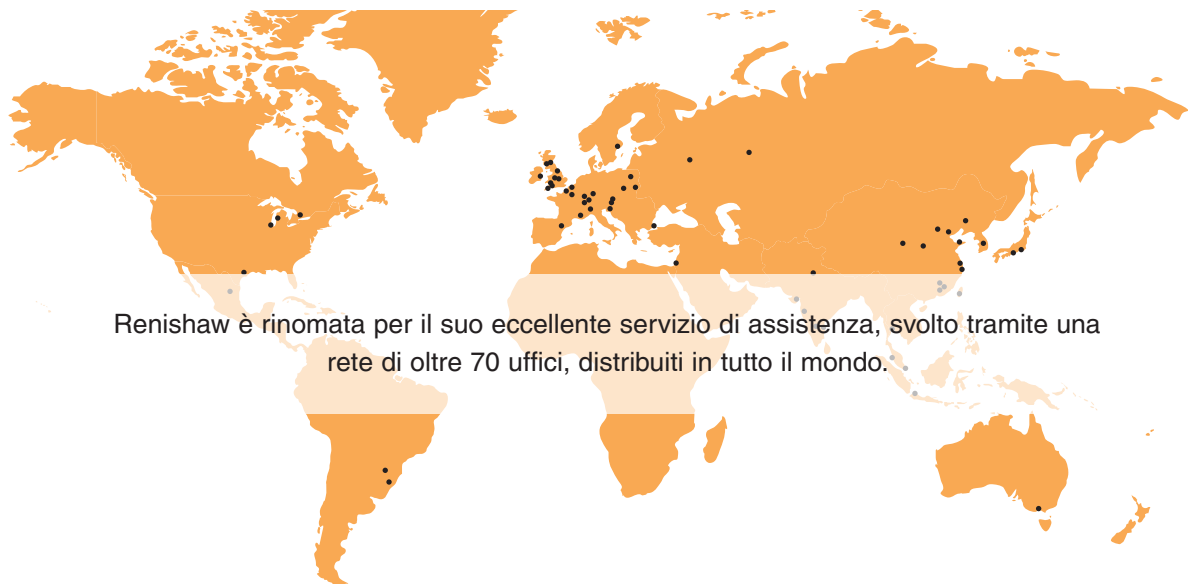 Renishaw è rinomata per il suo eccellente servizio di assistenza, svolto tramite una
rete di oltre 70 uffici, distribuiti in tutto il mondo.